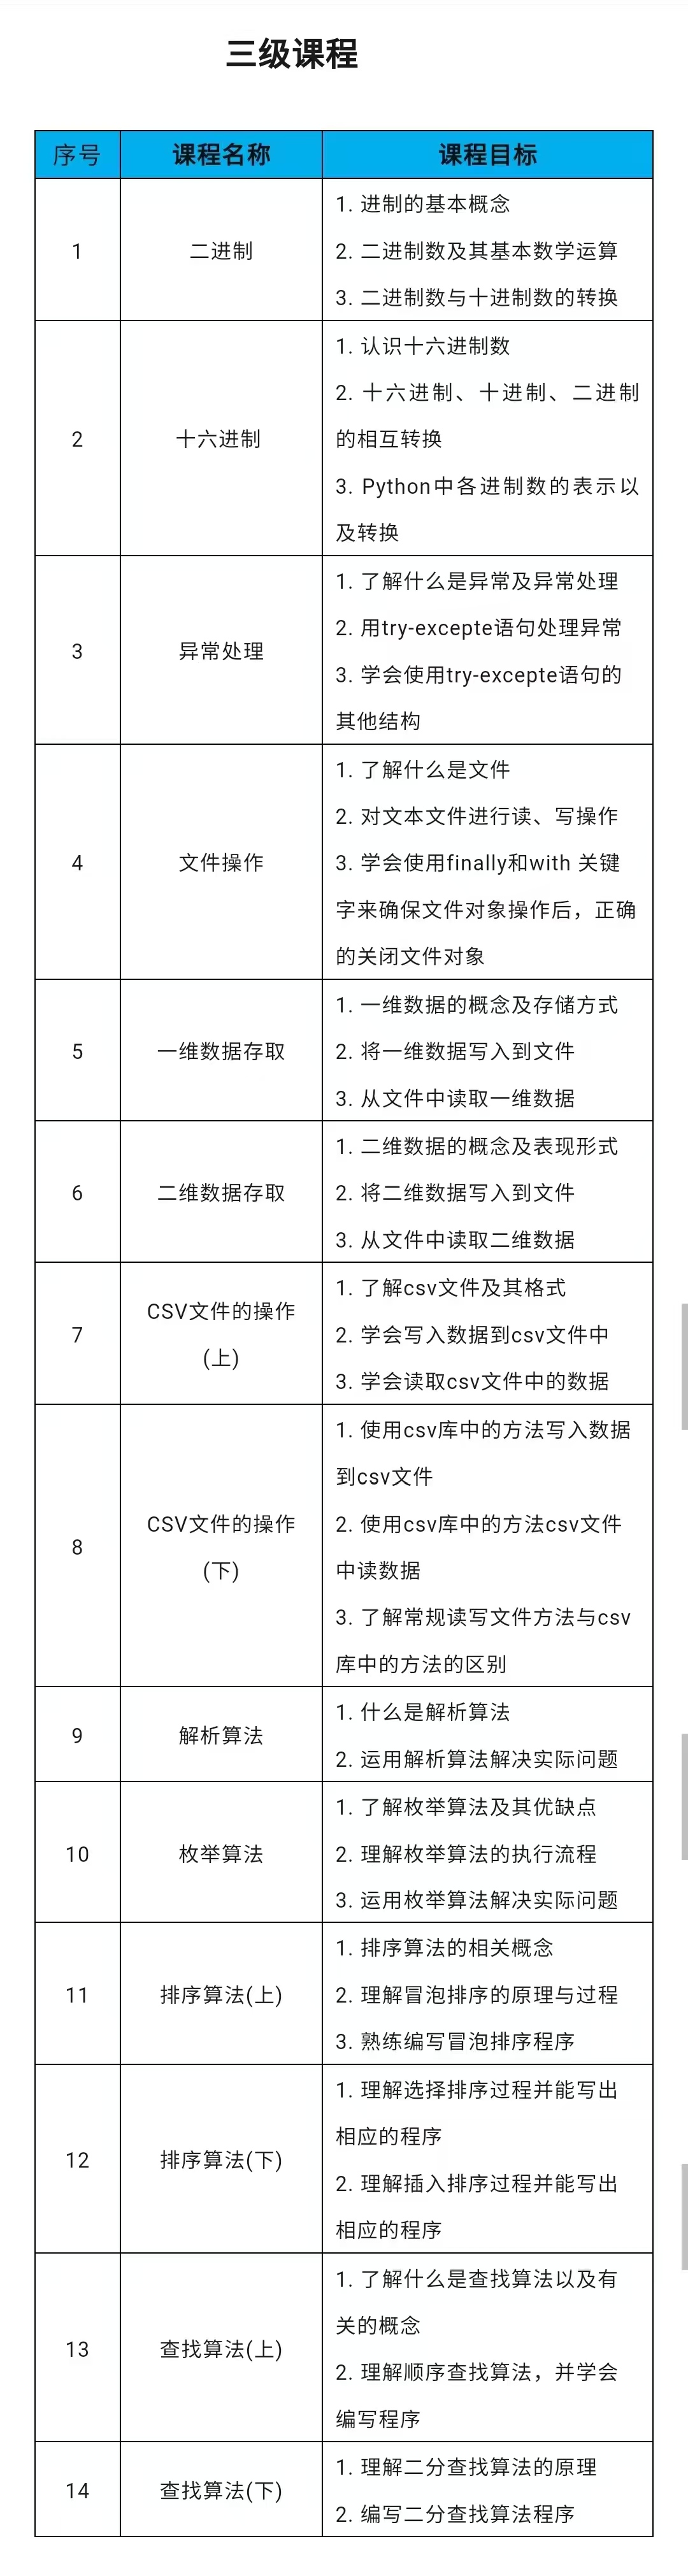 三级课程
序号 课程名称 课程目标
1 二进制
1. 进制的基本概念
2. 二进制数及其基本数学运算
3. 二进制数与十进制数的转换
2 十六进制
1. 认识十六进制数
2. 十六进制、十进制、二进制
的相互转换
3. Python中各进制数的表示以
及转换
3 异常处理
1. 了解什么是异常及异常处理
2. 用try-excepte语句处理异常
3. 学会使用try-excepte语句的
其他结构
4 文件操作
1. 了解什么是文件
2. 对文本文件进行读、写操作
3. 学会使用finally和with 关键
字来确保文件对象操作后，正确
的关闭文件对象
5 一维数据存取
1. 一维数据的概念及存储方式
2. 将一维数据写入到文件
3. 从文件中读取一维数据
6 二维数据存取
1. 二维数据的概念及表现形式
2. 将二维数据写入到文件
3. 从文件中读取二维数据
7 CSV文件的操作
(上)
1. 了解csv文件及其格式
2. 学会写入数据到csv文件中
3. 学会读取csv文件中的数据
8 CSV文件的操作
(下)
1. 使用csv库中的方法写入数据
到csv文件
2. 使用csv库中的方法csv文件
中读数据
3. 了解常规读写文件方法与csv
库中的方法的区别
9 解析算法
1. 什么是解析算法
2. 运用解析算法解决实际问题
10 枚举算法
1. 了解枚举算法及其优缺点
2. 理解枚举算法的执行流程
3. 运用枚举算法解决实际问题
11 排序算法(上)
1. 排序算法的相关概念
2. 理解冒泡排序的原理与过程
3. 熟练编写冒泡排序程序
12 排序算法(下)
1. 理解选择排序过程并能写出
相应的程序
2. 理解插入排序过程并能写出
相应的程序
13 查找算法(上)
1. 了解什么是查找算法以及有
关的概念
2. 理解顺序查找算法，并学会
编写程序
14 查找算法(下)
1. 理解二分查找算法的原理
2. 编写二分查找算法程序